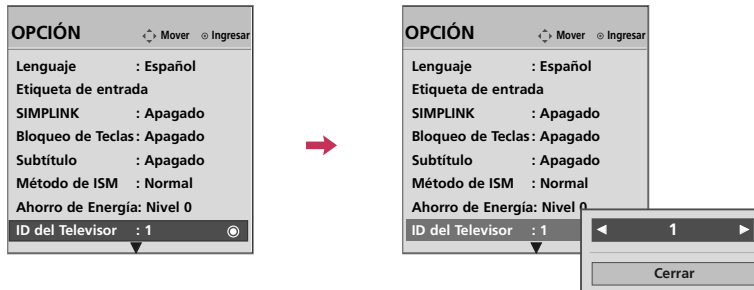 OPCIÓN Mover Ingresar
Lenguaje : Español
Etiqueta de entrada
SIMPLINK : Apagado
Bloqueo de Teclas : Apagado
Subtítulo : Apagado
Método de ISM : Normal
Ahorro de Energía: Nivel 0
ID del Televisor : 1
OPCIÓN Mover Ingresar
Lenguaje : Español
Etiqueta de entrada
SIMPLINK : Apagado
Bloqueo de Teclas : Apagado
Subtítulo : Apagado
Método de ISM : Normal
Ahorro de Energía: Nivel 0
ID del Televisor : 1
1
Cerrar